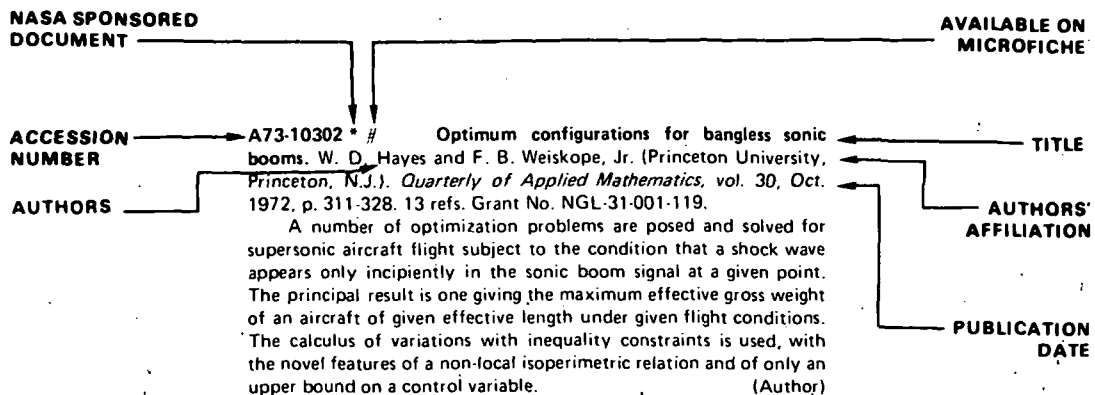 NASA SPONSORED
DOCUMENT
AVAILABLE ON
MICROFICHE
ACCESSION
NUMBER
A73-10302 * # Optimum configurations for bangless sonic
TITLE
booms. W. D. Hayes and F. B. Weiskope, Jr. (Princeton University,
Princeton, N.J.). Quarterly of Applied Mathematics, vol. 30, Oct.
AUTHORS
1972, p. 311-328. 13 refs. Grant No. NGL-31-001-119.
AUTHORS'
AFFILIATION
A number of optimization problems are posed and solved for
supersonic aircraft flight subject to the condition that a shock wave
appears only incipiently in the sonic boom signal at a given point.
The principal result is one giving the maximum effective gross weight
of an aircraft of given effective length under given flight conditions.
PUBLICATION
DATE
The calculus of variations with inequality constraints is used, with
the novel features of a non-local isoperimetric relation and of only an
upper bound on a control variable. (Author)